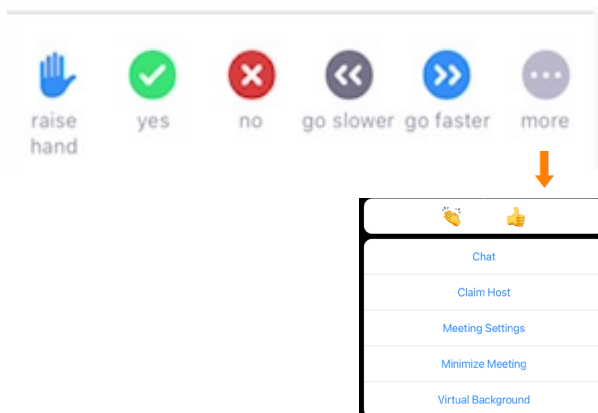 raise hand
yes
no
go slower
go faster
more
Chat
Claim Host
Meeting Settings
Minimize Meeting
Virtual Background